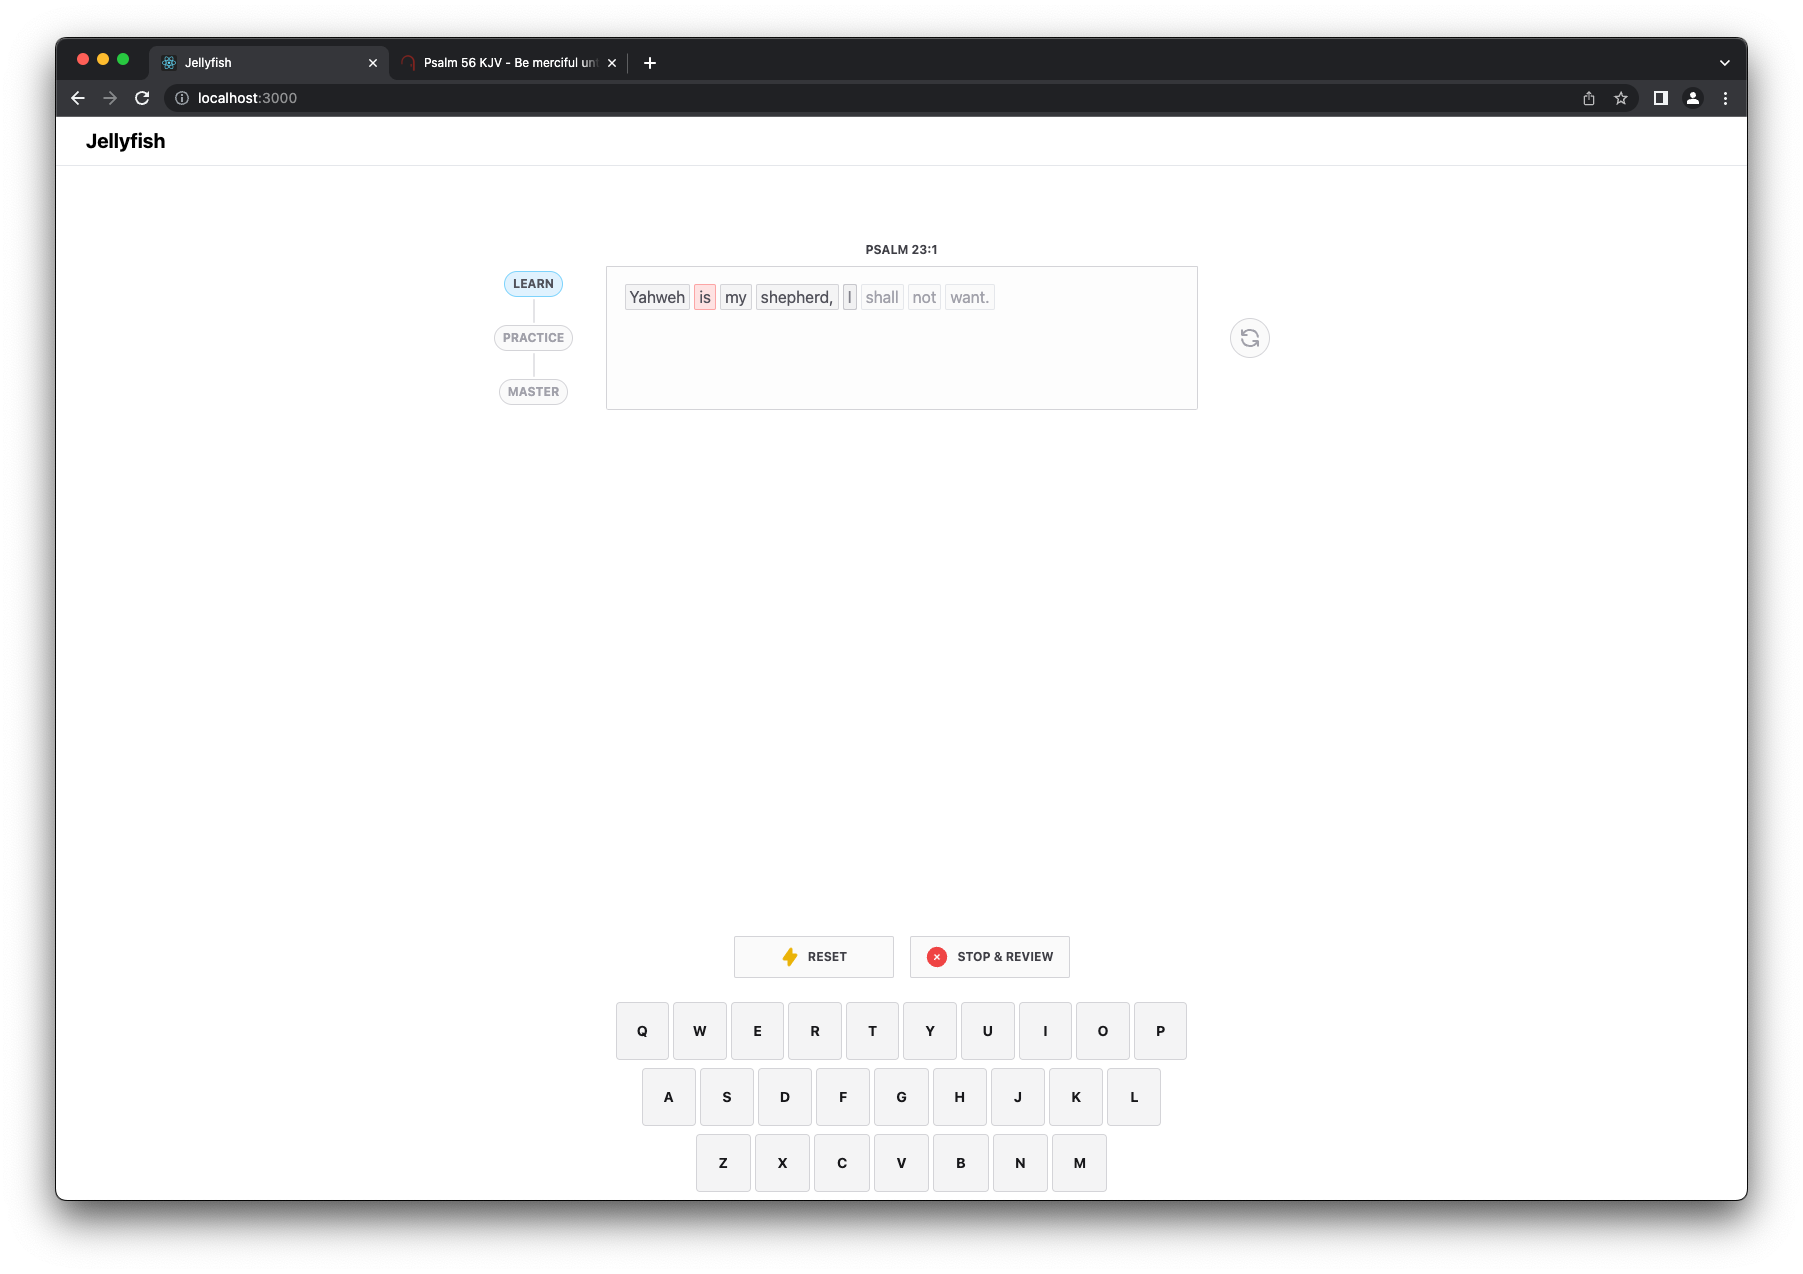 Jellyfish
Psalm 56 KJV - Be merciful unt
localhost:3000
Jellyfish
PSALM 23:1
LEARN
Yahweh is my shepherd, I shall not want.
PRACTICE
MASTER
RESET
STOP & REVIEW
Q W E R T Y U I O P
A S D F G H J K L
Z X C V B N M